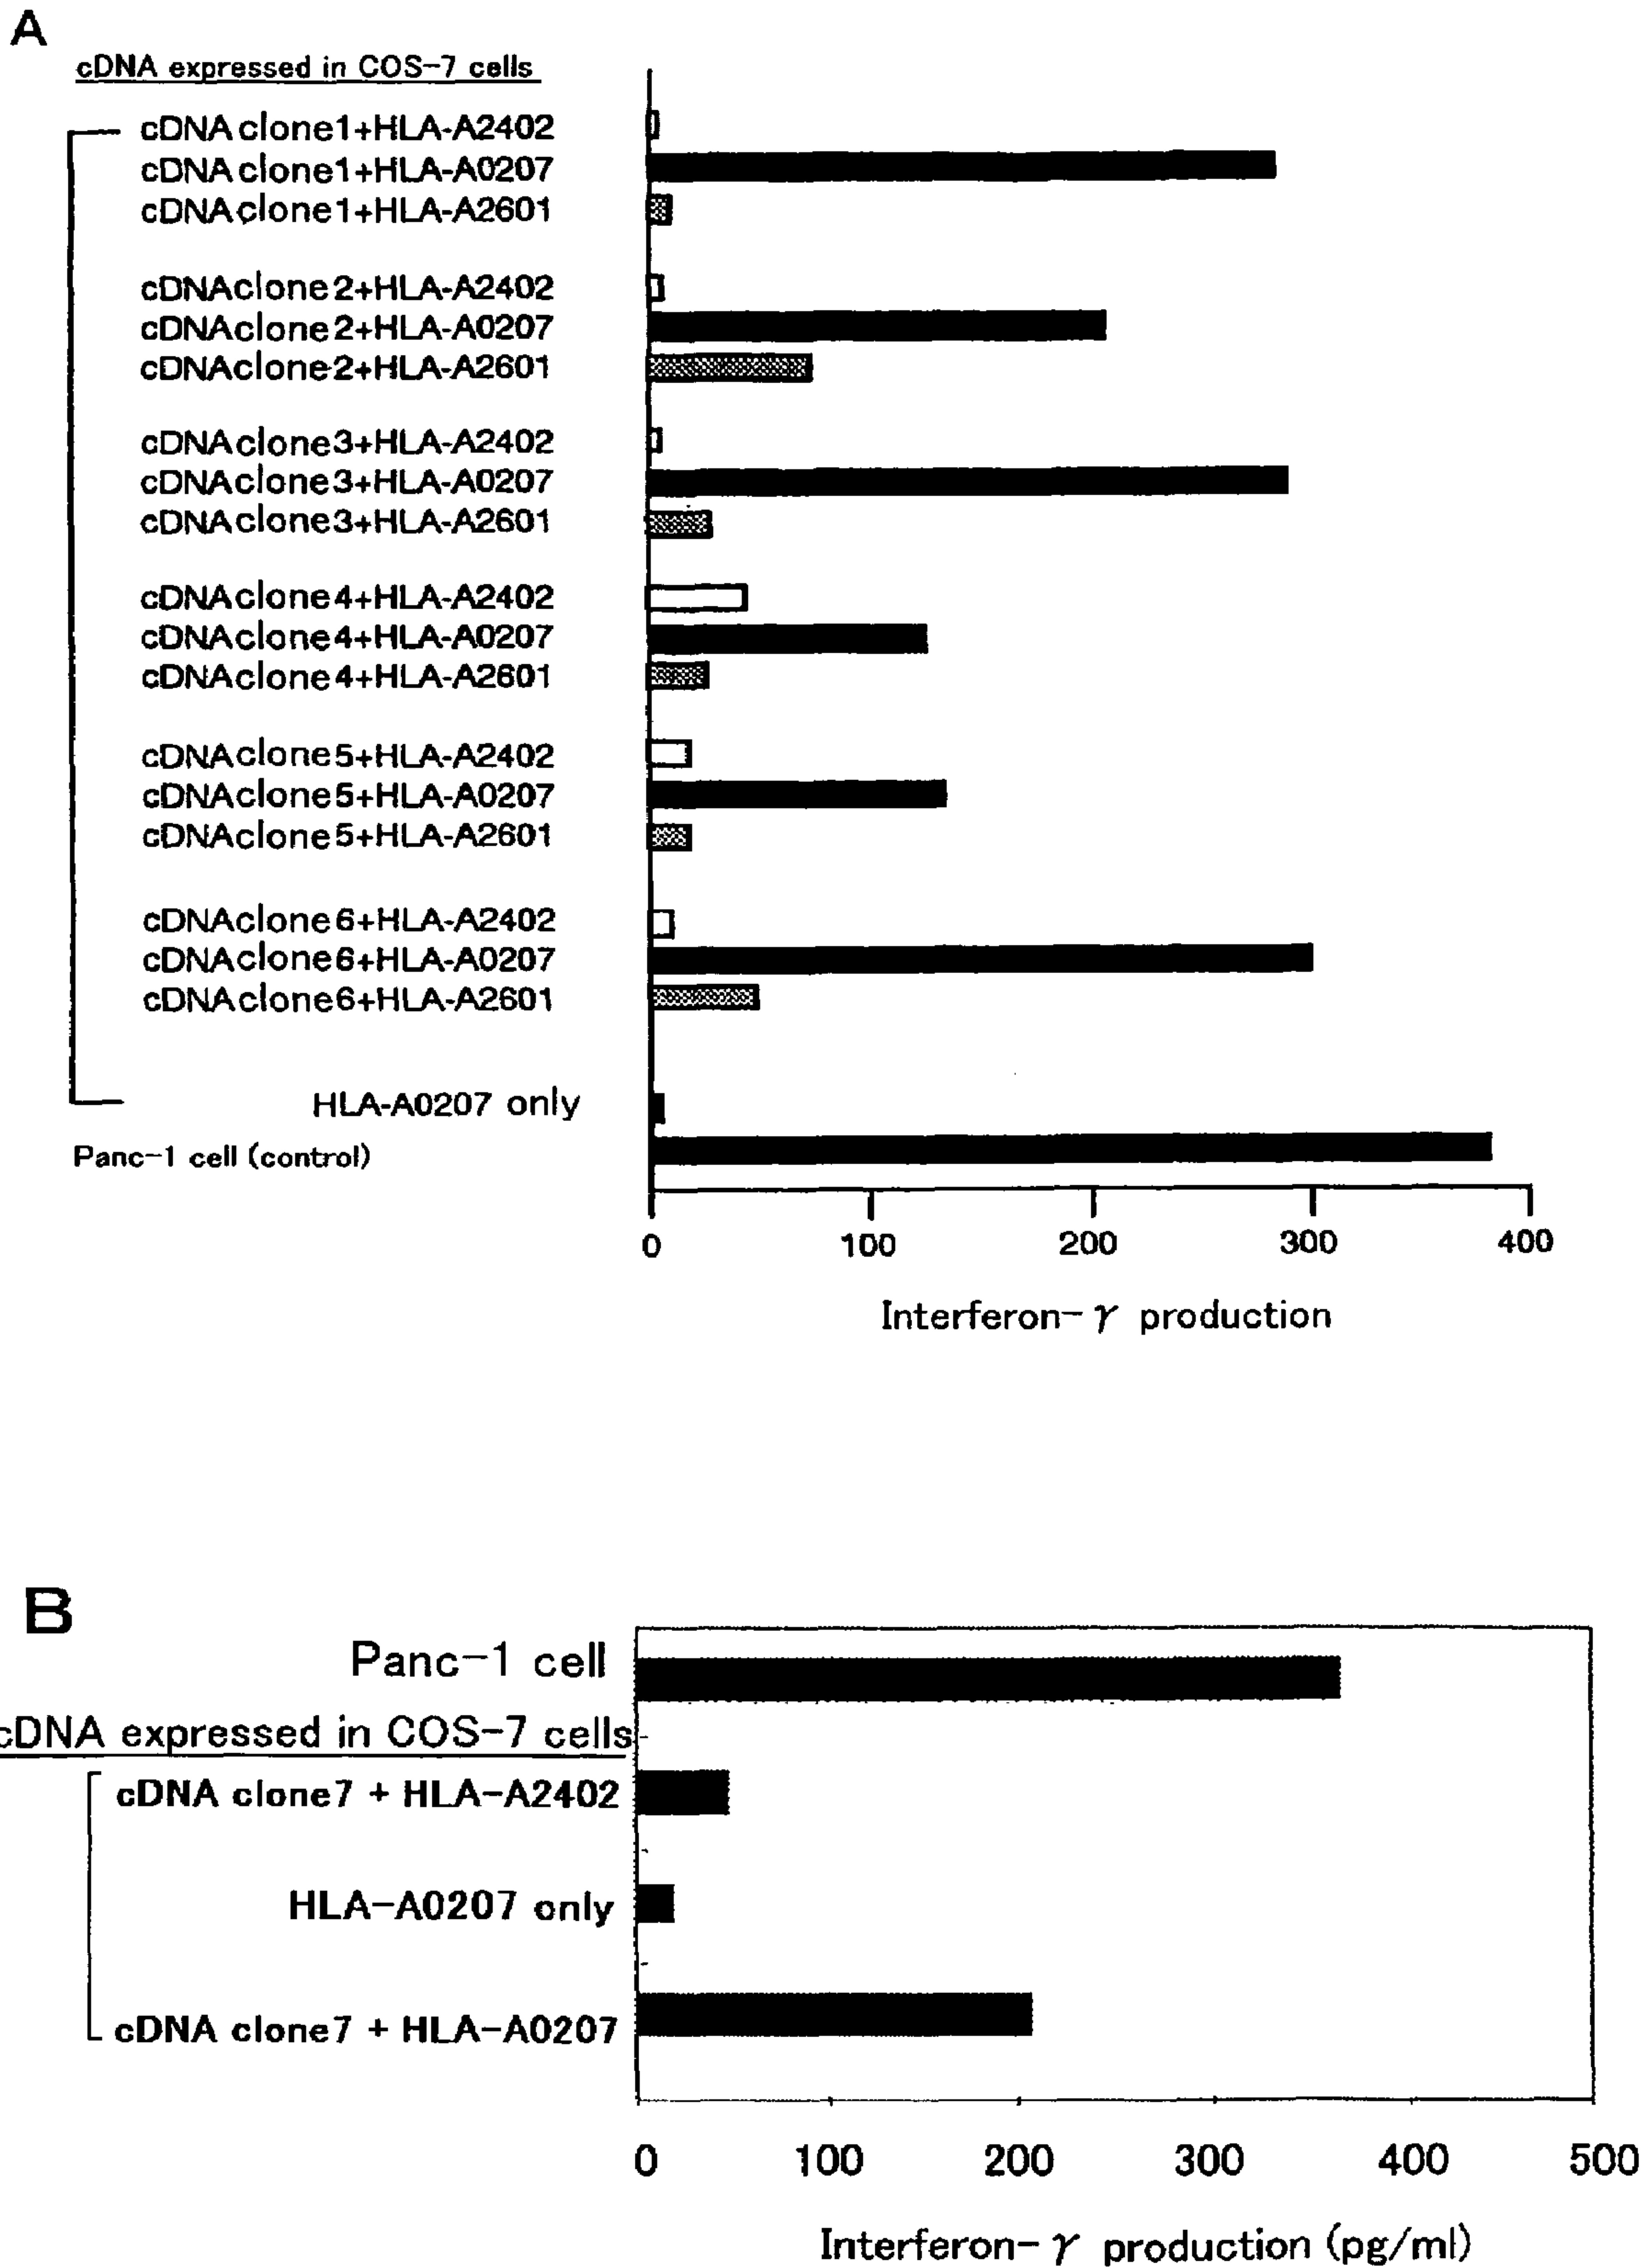 A
cDNA expressed in COS-7 cells
cDNA clone1+HLA-A2402
cDNA clone1+HLA-A0207
cDNA clone1+HLA-A2601
cDNAclone2+HLA-A2402
cDNAclone2+HLA-A0207
cDNAclone2+HLA-A2601
cDNAclone3+HLA-A2402
cDNAclone3+HLA-A0207
cDNAclone3+HLA-A2601
cDNAclone4+HLA-A2402
cDNAclone4+HLA-A0207
cDNAclone4+HLA-A2601
cDNAclone5+HLA-A2402
cDNAclone5+HLA-A0207
cDNAclone5+HLA-A2601
cDNAclone6+HLA-A2402
cDNAclone6+HLA-A0207
cDNAclone6+HLA-A2601
HLA-A0207 only
Panc-1 cell (control)
0 100 200 300 400
Interferon-γ production
B
Panc-1 cell
cDNA expressed in COS-7 cells
cDNA clone7 + HLA-A2402
HLA-A0207 only
cDNA clone7 + HLA-A0207
0 100 200 300 400 500
Interferon-γ production (pg/ml)